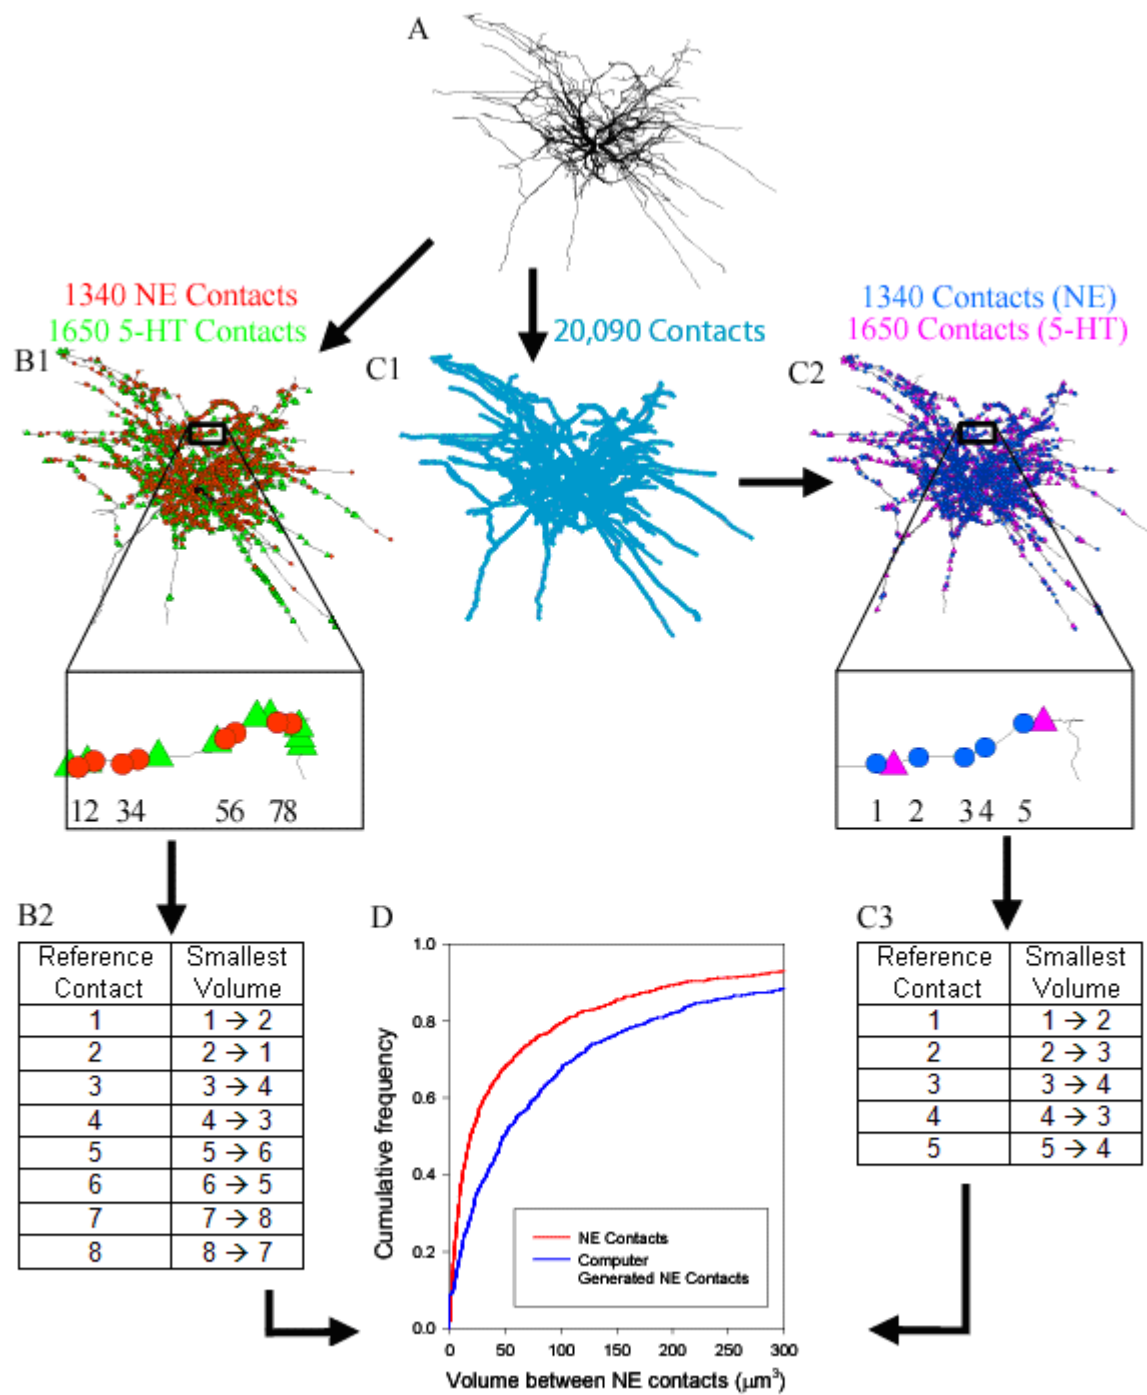 A
1340 NE Contacts
1650 5-HT Contacts
20,090 Contacts
1340 Contacts (NE)
1650 Contacts (5-HT)
B1
C1
C2
12 34 56 78
1 2 3 4 5
B2
Reference Contact
Smallest Volume
1 1 → 2
2 2 → 1
3 3 → 4
4 4 → 3
5 5 → 6
6 6 → 5
7 7 → 8
8 8 → 7
D
Cumulative frequency
1.0
0.8
0.6
0.4
0.2
0.0
NE Contacts
Computer
Generated NE Contacts
0 50 100 150 200 250 300
Volume between NE contacts (μm³)
C3
Reference Contact
Smallest Volume
1 1 → 2
2 2 → 3
3 3 → 4
4 4 → 3
5 5 → 4